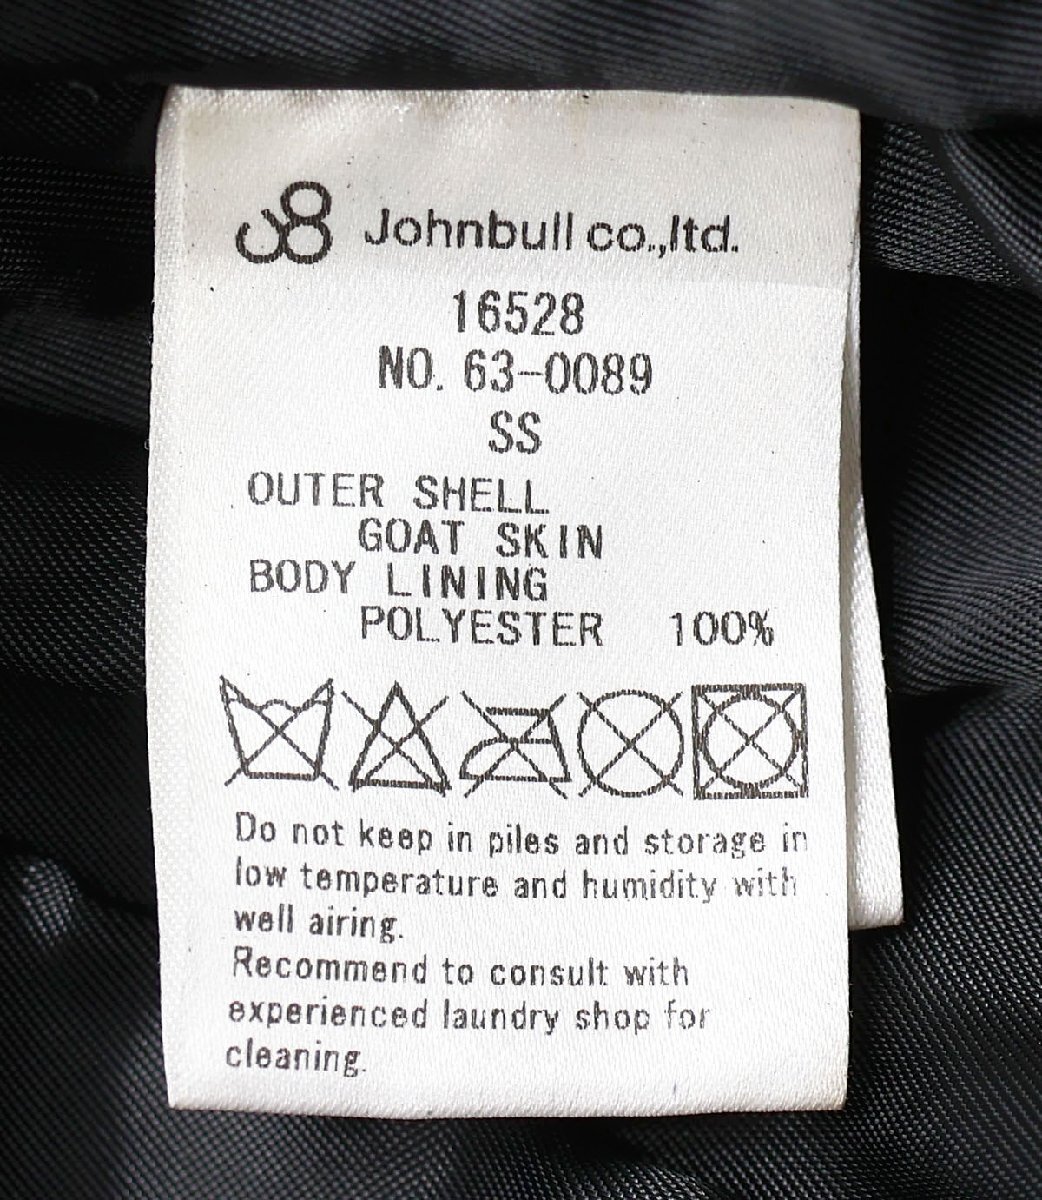 Johnbull co.,ltd.
16528
NO. 63-0089
SS
OUTER SHELL
GOAT SKIN
BODY LINING
POLYESTER 100%
Do not keep in piles and storage in
low temperature and humidity with
well airing.
Recommend to consult with
experienced laundry shop for
cleaning.